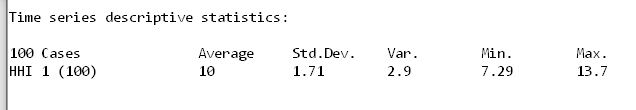 Time series descriptive statistics:
100 Cases Average Std.Dev. Var. Min. Max.
HHI 1 (100) 10 1.71 2.9 7.29 13.7